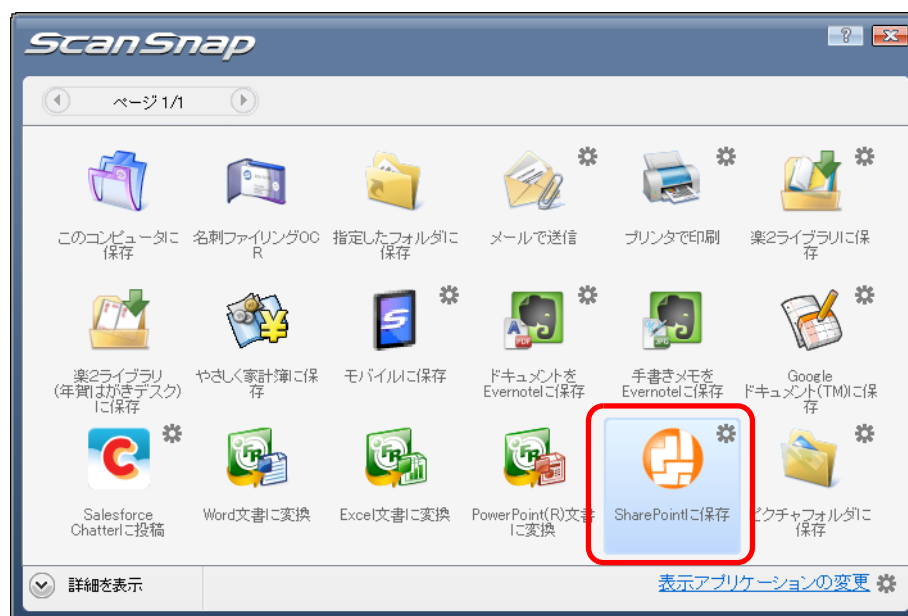 ScanSnap
ページ 1/1
このコンピュータに
保存
名刺ファイリングOC
R
指定したフォルダに
保存
メールで送信
プリンタで印刷
楽2ライブラリに保
存
楽2ライブラリ
(年賀はがきデスク)
に保存
やさしく家計簿に保
存
モバイルに保存
ドキュメントを
Evernoteに保存
手書きメモを
Evernoteに保存
Google
ドキュメント(TM)に保
存
Salesforce
Chatterに投稿
Word文書に変換
Excel文書に変換
PowerPoint(R)文書
に変換
SharePointに保存
ピクチャフォルダに
保存
詳細を表示
表示アプリケーションの変更